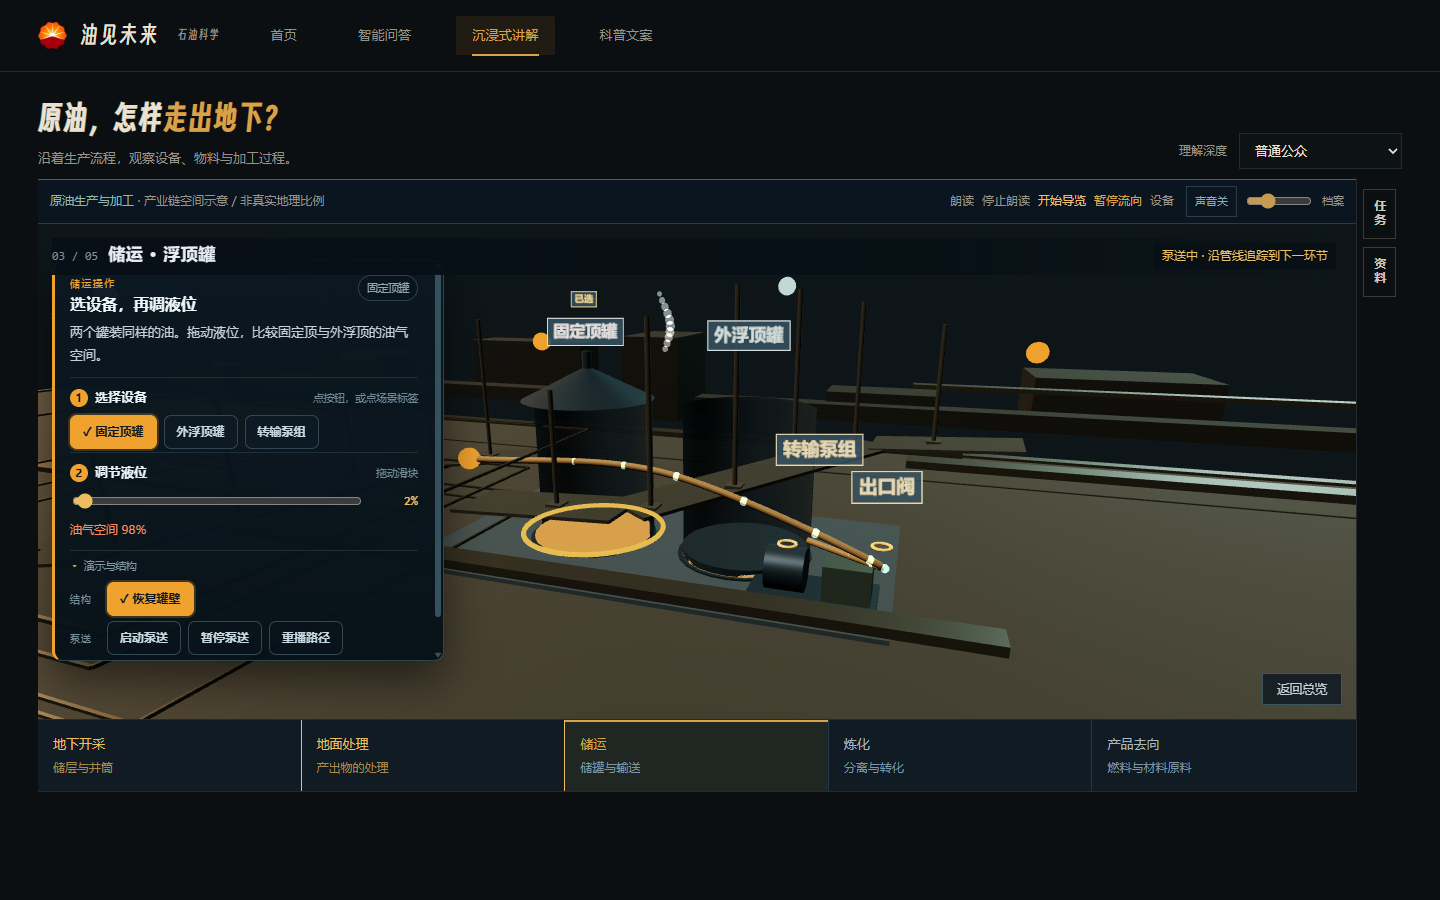 油见未来 石油科学 首页 智能问答 沉浸式讲解 科普文案
原油，怎样走出地下？
沿着生产流程，观察设备、物料与加工过程。
理解深度 普通公众
原油生产与加工 · 产业链空间示意 / 非真实地理比例
朗读 停止朗读 开始导览 暂停流向 设备 声音关 档案
任务
资料
03 / 05 储运 • 浮顶罐
泵送中 · 沿管线追踪到下一环节
储运操作
固定顶罐
选设备，再调液位
两个罐装同样的油。拖动液位，比较固定顶与外浮顶的油气
空间。
1 选择设备 点按钮，或点场景标签
✓ 固定顶罐 外浮顶罐 转输泵组
2 调节液位 拖动滑块
2%
油气空间 98%
演示与结构
结构 ✓ 恢复罐壁
泵送 启动泵送 暂停泵送 重播路径
已选
固定顶罐
外浮顶罐
转输泵组
出口阀
返回总览
地下开采
储层与井筒
地面处理
产出物的处理
储运
储罐与输送
炼化
分离与转化
产品去向
燃料与材料原料